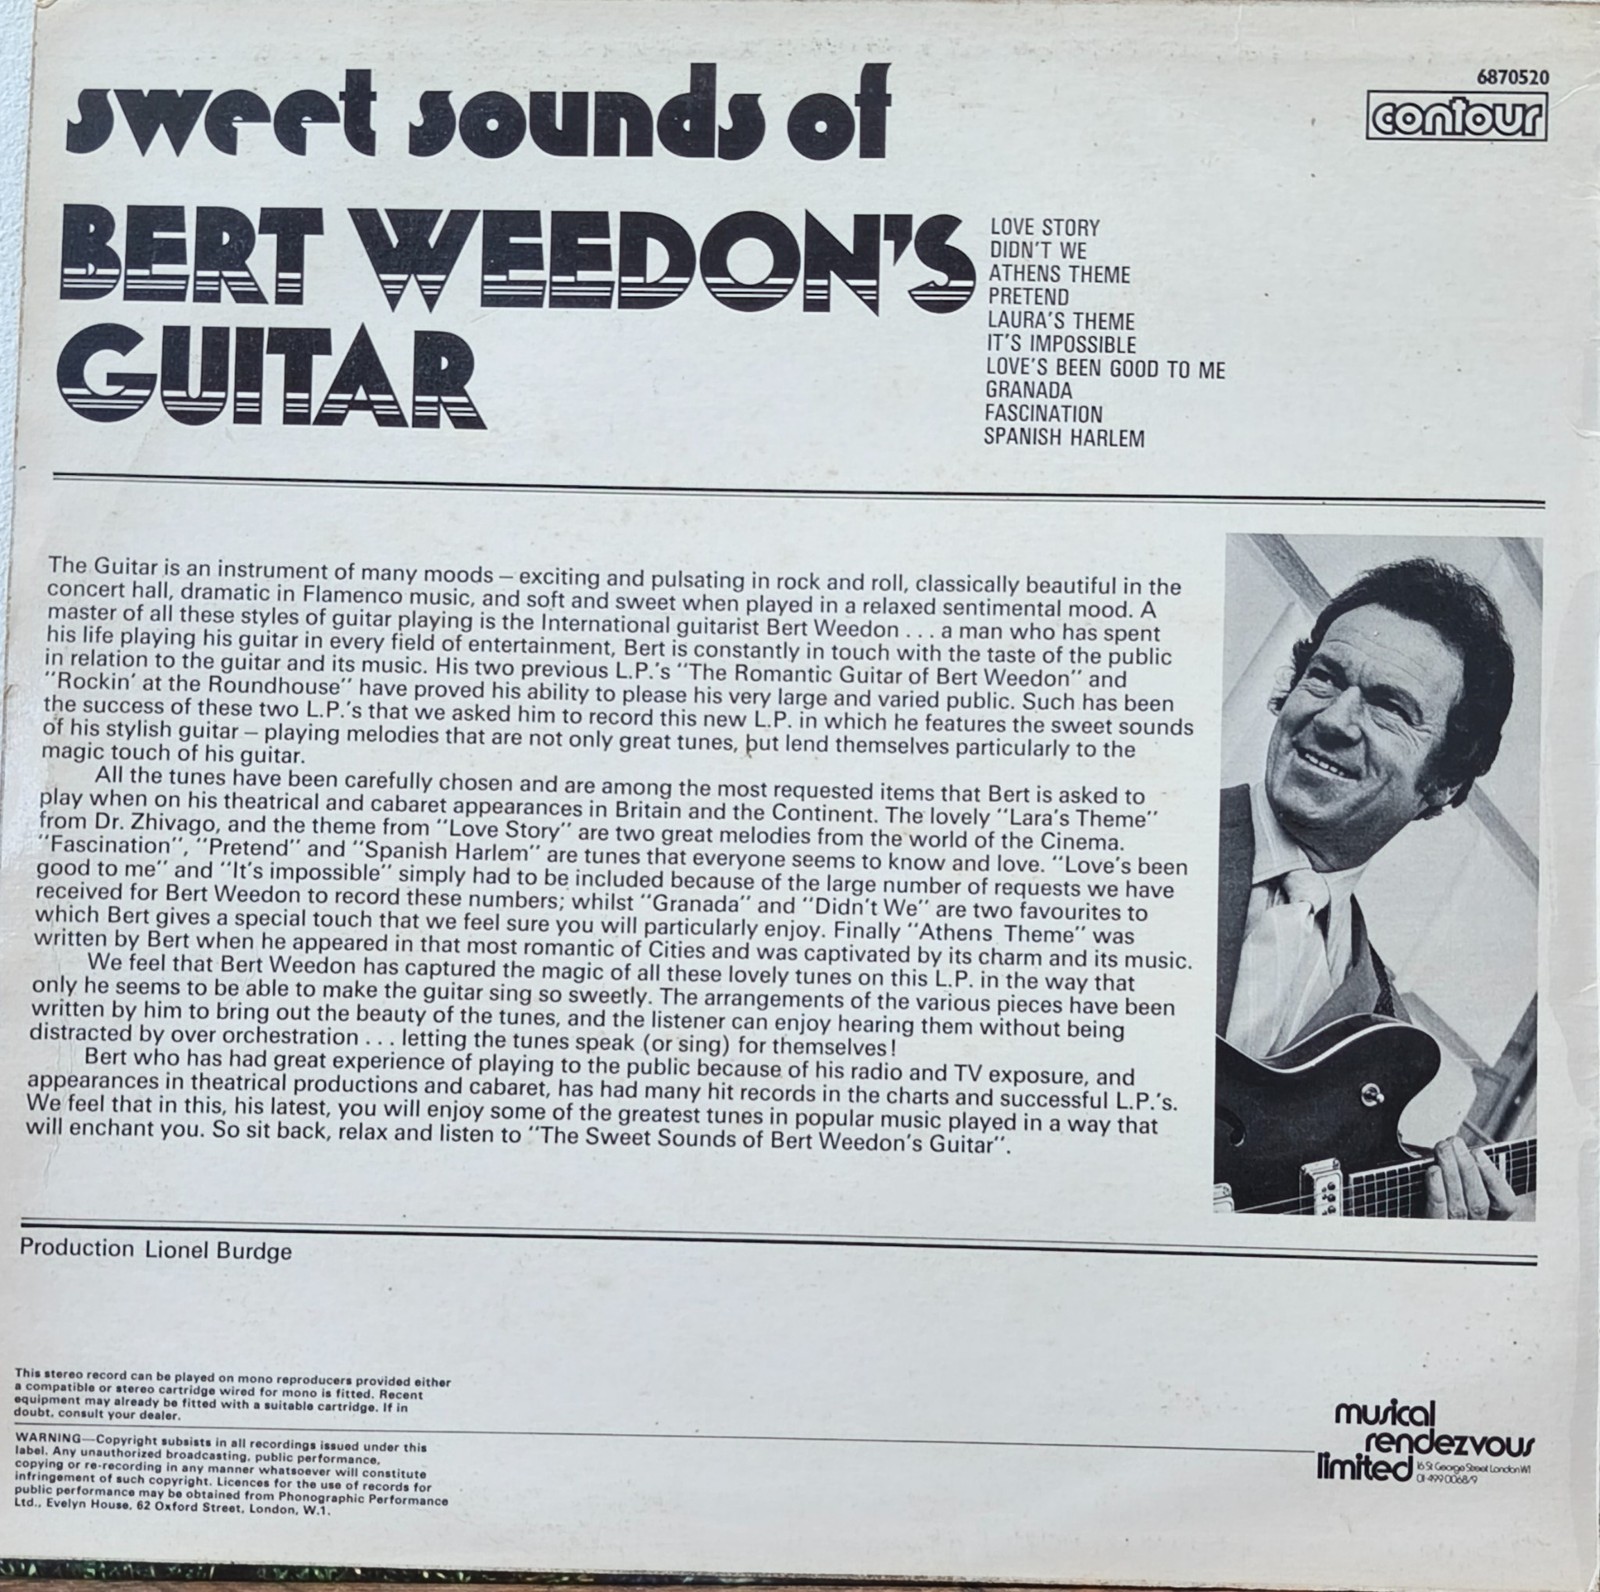 sweet sounds of
BERT WEEDON'S
GUITAR
6870520
contour
LOVE STORY
DIDN'T WE
ATHENS THEME
PRETEND
LAURA'S THEME
IT'S IMPOSSIBLE
LOVE'S BEEN GOOD TO ME
GRANADA
FASCINATION
SPANISH HARLEM
The Guitar is an instrument of many moods – exciting and pulsating in rock and roll, classically beautiful in the
concert hall, dramatic in Flamenco music, and soft and sweet when played in a relaxed sentimental mood. A
master of all these styles of guitar playing is the International guitarist Bert Weedon . . . a man who has spent
his life playing his guitar in every field of entertainment, Bert is constantly in touch with the taste of the public
in relation to the guitar and its music. His two previous L.P.'s "The Romantic Guitar of Bert Weedon" and
"Rockin' at the Roundhouse" have proved his ability to please his very large and varied public. Such has been
the success of these two L.P.'s that we asked him to record this new L.P. in which he features the sweet sounds
of his stylish guitar – playing melodies that are not only great tunes, but lend themselves particularly to the
magic touch of his guitar.
All the tunes have been carefully chosen and are among the most requested items that Bert is asked to
play when on his theatrical and cabaret appearances in Britain and the Continent. The lovely "Lara's Theme"
from Dr. Zhivago, and the theme from "Love Story" are two great melodies from the world of the Cinema.
"Fascination", "Pretend" and "Spanish Harlem" are tunes that everyone seems to know and love. "Love's been
good to me" and "It's impossible" simply had to be included because of the large number of requests we have
received for Bert Weedon to record these numbers; whilst "Granada" and "Didn't We" are two favourites to
which Bert gives a special touch that we feel sure you will particularly enjoy. Finally "Athens Theme" was
written by Bert when he appeared in that most romantic of Cities and was captivated by its charm and its music.
We feel that Bert Weedon has captured the magic of all these lovely tunes on this L.P. in the way that
only he seems to be able to make the guitar sing so sweetly. The arrangements of the various pieces have been
written by him to bring out the beauty of the tunes, and the listener can enjoy hearing them without being
distracted by over orchestration . . . letting the tunes speak (or sing) for themselves!
Bert who has had great experience of playing to the public because of his radio and TV exposure, and
appearances in theatrical productions and cabaret, has had many hit records in the charts and successful L.P.'s.
We feel that in this, his latest, you will enjoy some of the greatest tunes in popular music played in a way that
will enchant you. So sit back, relax and listen to "The Sweet Sounds of Bert Weedon's Guitar".
Production Lionel Burdge
This stereo record can be played on mono reproducers provided either
a compatible or stereo cartridge wired for mono is fitted. Recent
equipment may already be fitted with a suitable cartridge. If in
doubt, consult your dealer.
WARNING—Copyright subsists in all recordings issued under this
label. Any unauthorized broadcasting, public performance,
copying or re-recording in any manner whatsoever will constitute
infringement of such copyright. Licences for the use of records for
public performance may be obtained from Phonographic Performance
Ltd., Evelyn House, 62 Oxford Street, London, W.1.
musical
rendezvous
limited
16 St George Street London W1
01-499 0068/9